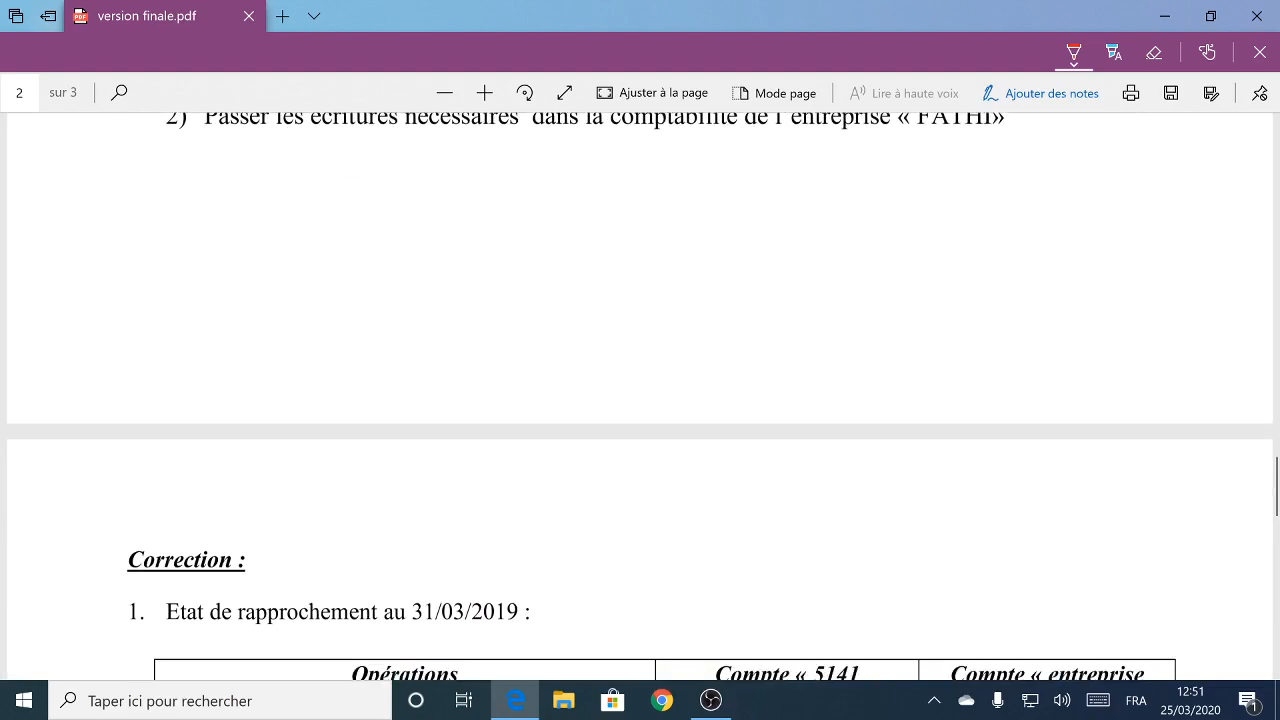 version finale.pdf
2 sur 3 Ajuster à la page Mode page A Lire à haute voix Ajouter des notes
2) Passer les écritures nécessaires dans la comptabilité de l'entreprise « FATHI»
Correction :
1. Etat de rapprochement au 31/03/2019 :
Opérations Compte « 5141 Compte « entreprise
Taper ici pour rechercher FRA 12:51
25/03/2020 1